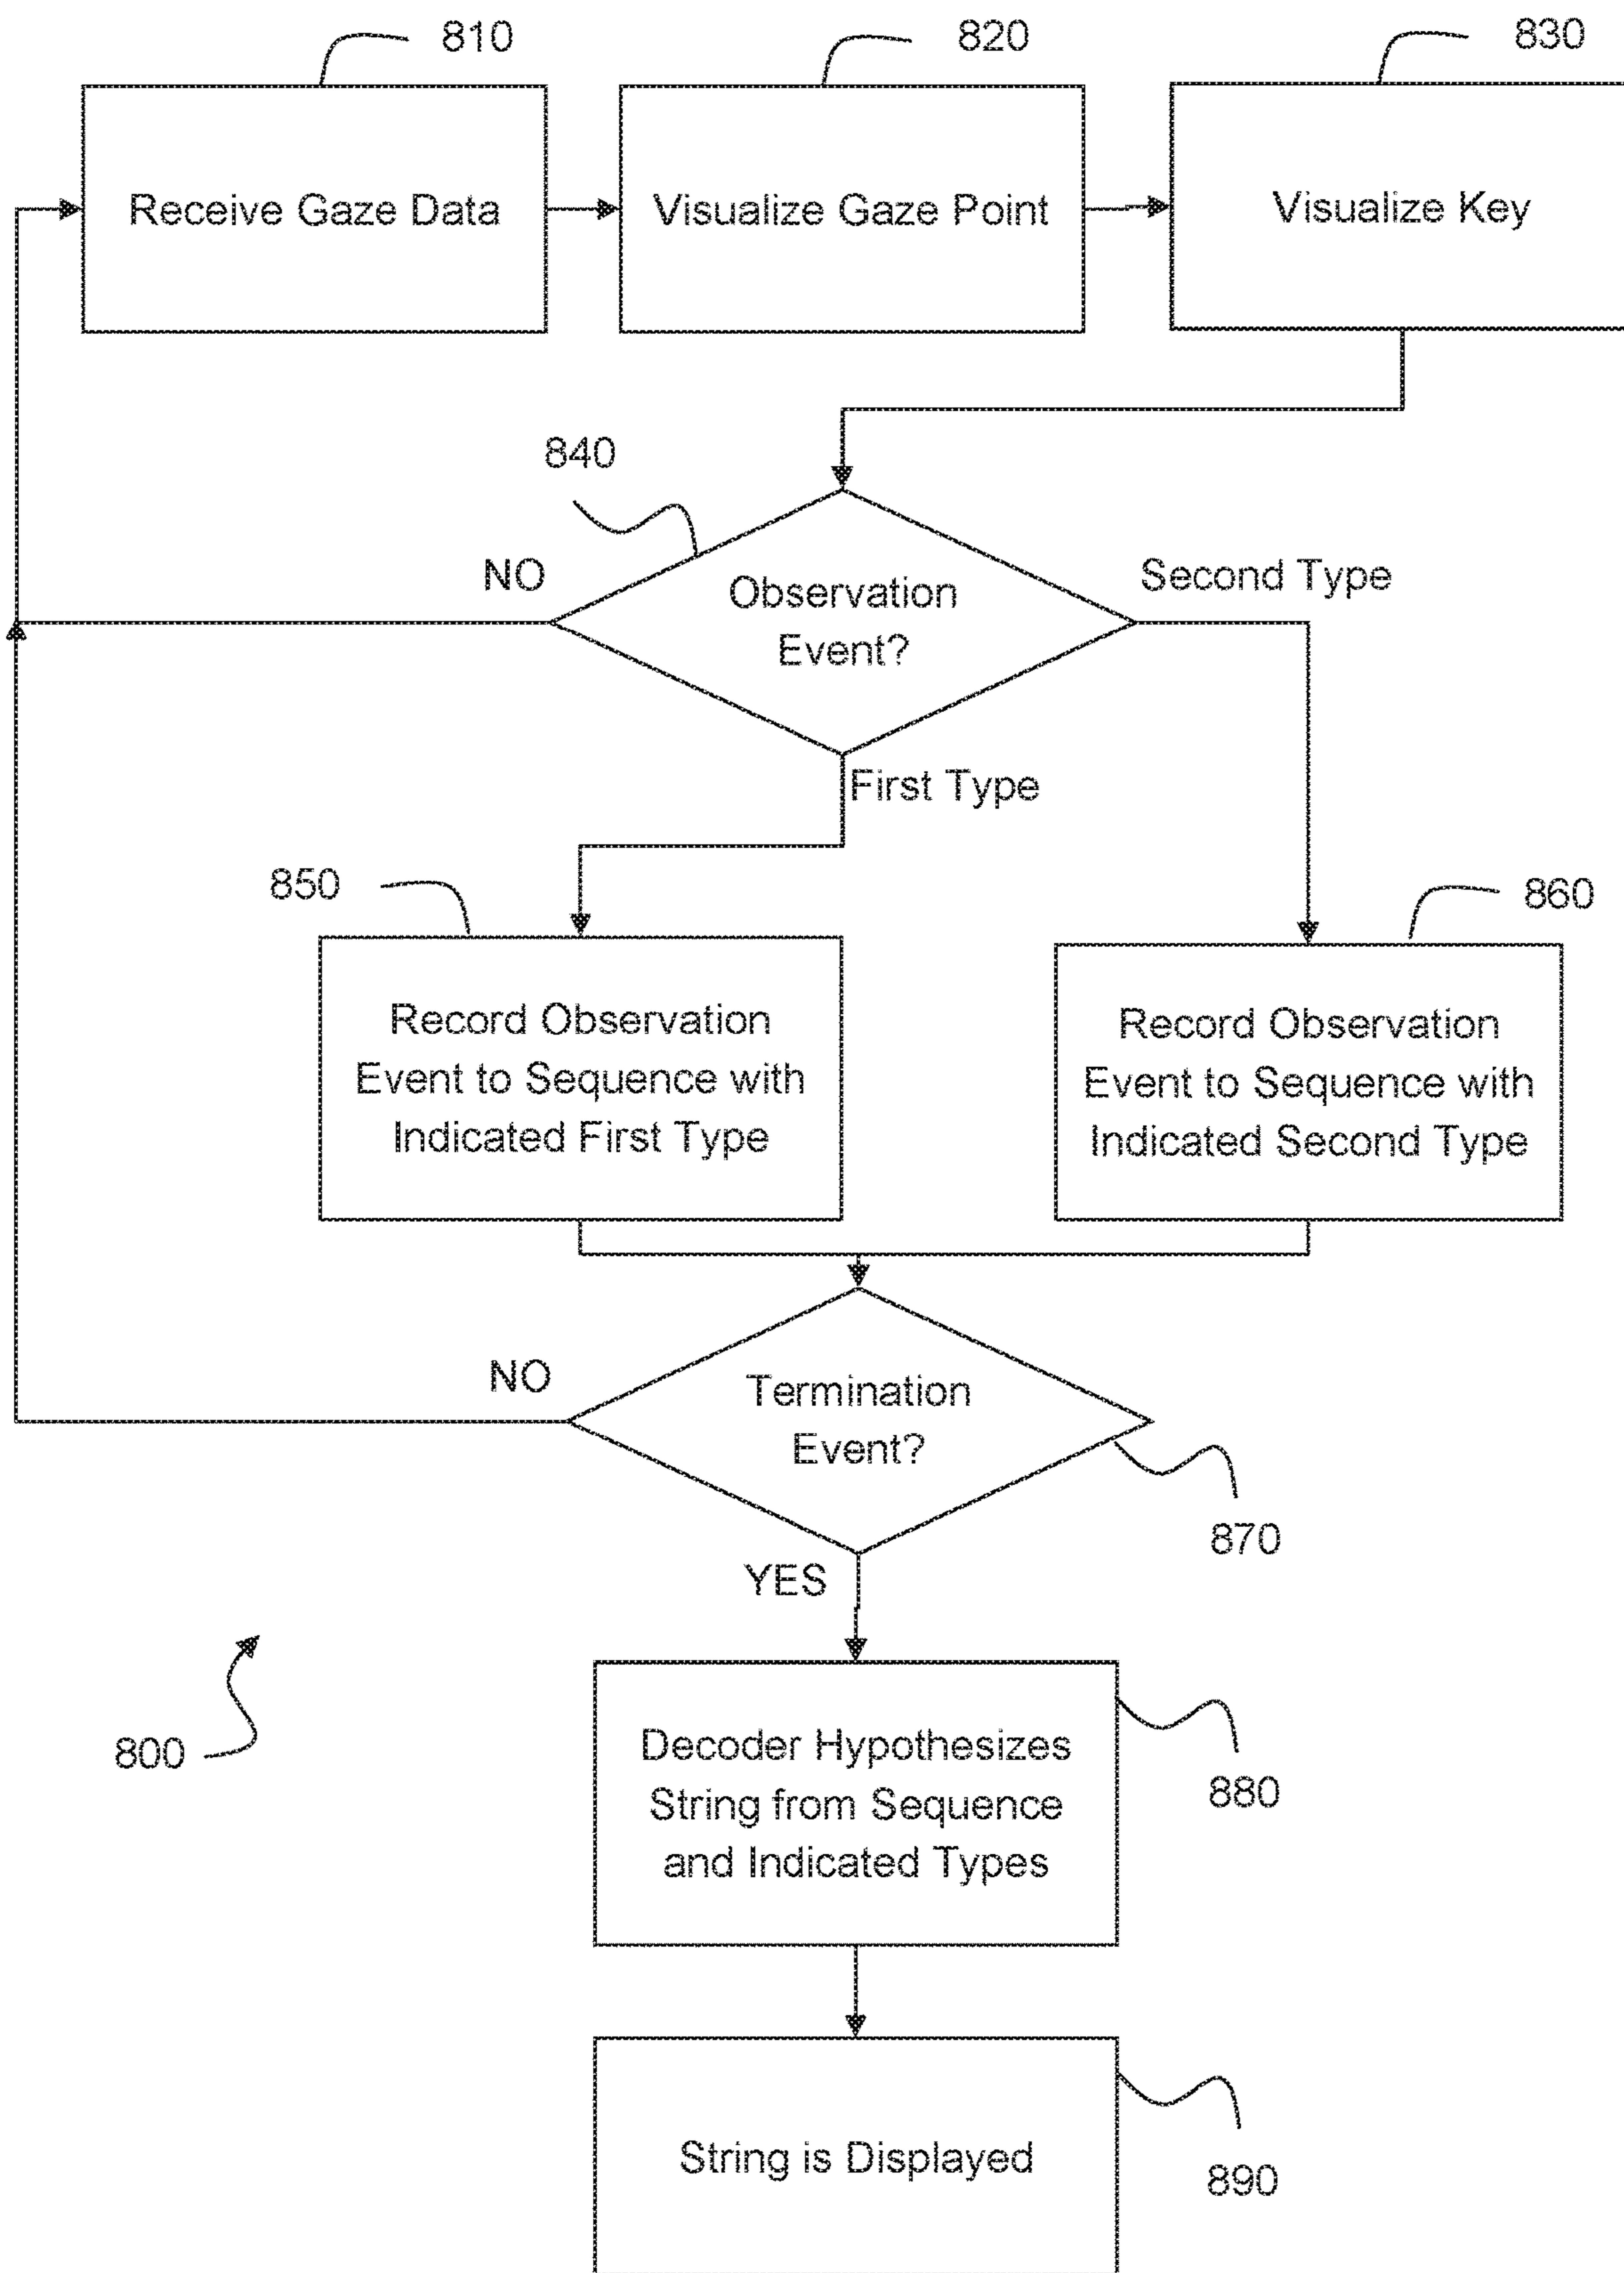 810
820
830
Receive Gaze Data
Visualize Gaze Point
Visualize Key
840
NO
Observation
Event?
Second Type
First Type
850
860
Record Observation
Event to Sequence with
Indicated First Type
Record Observation
Event to Sequence with
Indicated Second Type
NO
Termination
Event?
870
YES
800
Decoder Hypothesizes
String from Sequence
and Indicated Types
880
String is Displayed
890